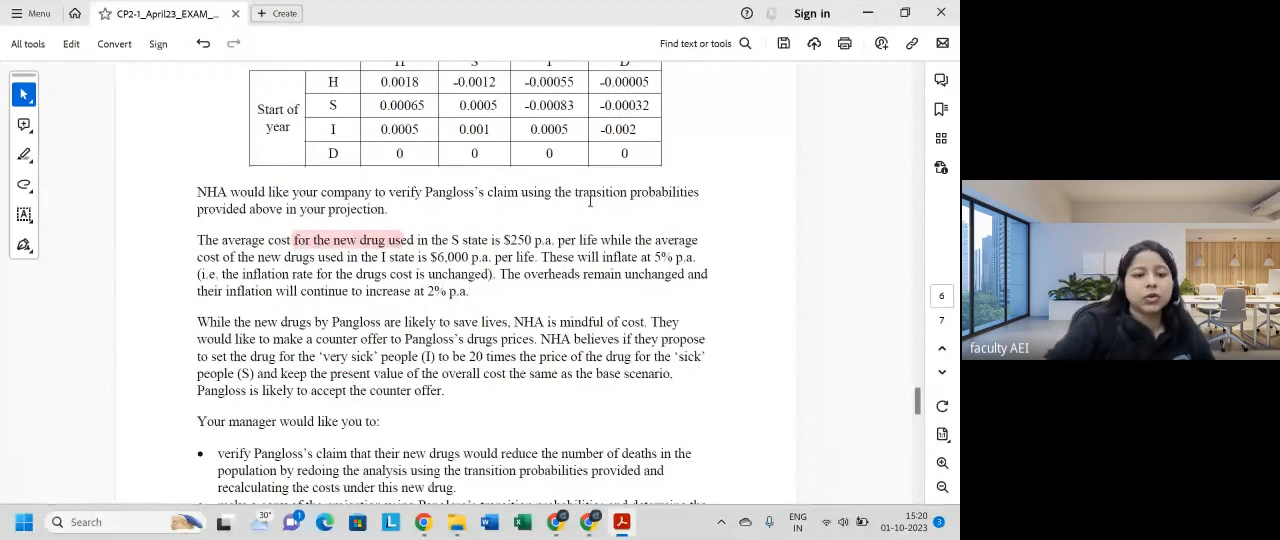 Menu
CP2-1_April23_EXAM_...
Create
Sign in
All tools Edit Convert Sign
Find text or tools
H S I D
H 0.0018 -0.0012 -0.00055 -0.00005
Start of year
S 0.00065 0.0005 -0.00083 -0.00032
I 0.0005 0.001 0.0005 -0.002
D 0 0 0 0
NHA would like your company to verify Pangloss's claim using the transition probabilities
provided above in your projection.
The average cost for the new drug used in the S state is $250 p.a. per life while the average
cost of the new drugs used in the I state is $6,000 p.a. per life. These will inflate at 5% p.a.
(i.e. the inflation rate for the drugs cost is unchanged). The overheads remain unchanged and
their inflation will continue to increase at 2% p.a.
While the new drugs by Pangloss are likely to save lives, NHA is mindful of cost. They
would like to make a counter offer to Pangloss's drugs prices. NHA believes if they propose
to set the drug for the 'very sick' people (I) to be 20 times the price of the drug for the 'sick'
people (S) and keep the present value of the overall cost the same as the base scenario,
Pangloss is likely to accept the counter offer.
Your manager would like you to:
• verify Pangloss's claim that their new drugs would reduce the number of deaths in the
population by redoing the analysis using the transition probabilities provided and
recalculating the costs under this new drug.
6
7
faculty AEI
Search
30°
ENG
IN
15:20
01-10-2023
3